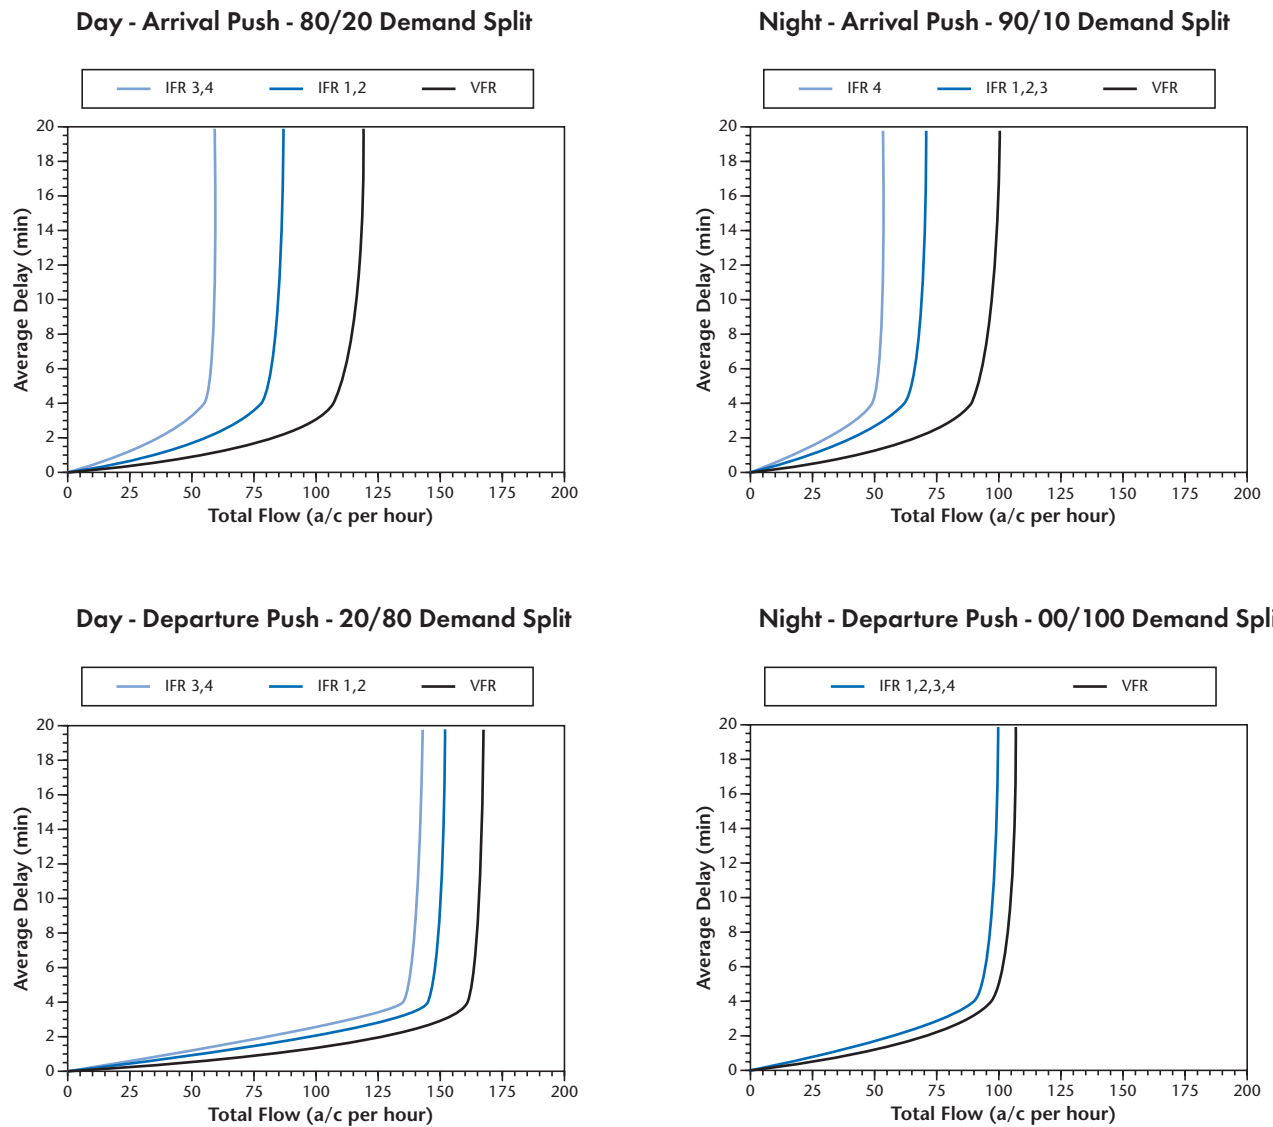 Day - Arrival Push - 80/20 Demand Split
IFR 3,4 IFR 1,2 VFR
20
18
16
14
12
10
8
6
4
2
0
Average Delay (min)
0 25 50 75 100 125 150 175 200
Total Flow (a/c per hour)
Night - Arrival Push - 90/10 Demand Split
IFR 4 IFR 1,2,3 VFR
20
18
16
14
12
10
8
6
4
2
0
Average Delay (min)
0 25 50 75 100 125 150 175 200
Total Flow (a/c per hour)
Day - Departure Push - 20/80 Demand Split
IFR 3,4 IFR 1,2 VFR
20
18
16
14
12
10
8
6
4
2
0
Average Delay (min)
0 25 50 75 100 125 150 175 200
Total Flow (a/c per hour)
Night - Departure Push - 00/100 Demand Spli
IFR 1,2,3,4 VFR
20
18
16
14
12
10
8
6
4
2
0
Average Delay (min)
0 25 50 75 100 125 150 175 200
Total Flow (a/c per hour)